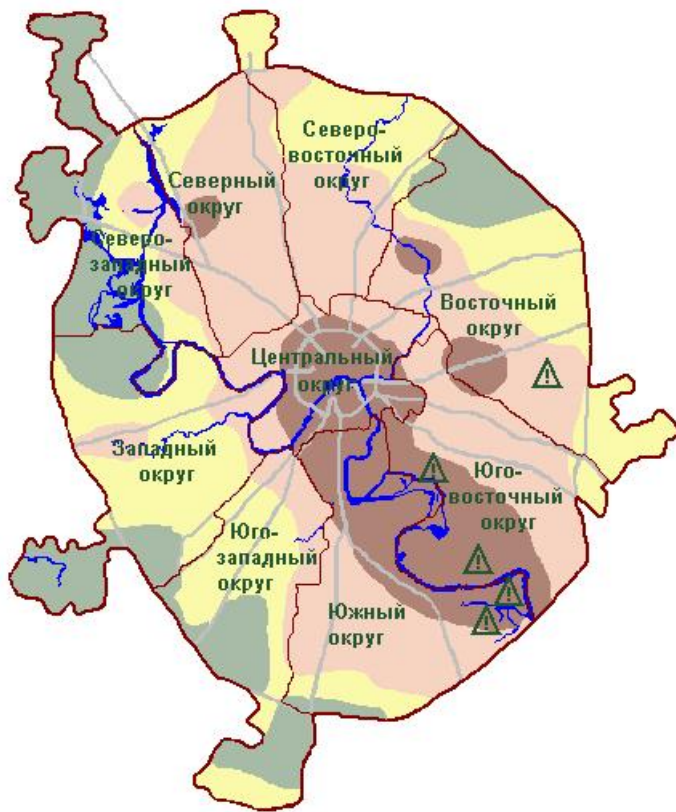 Северо-
восточный
округ
Северный
округ
Северо-
западный
округ
Восточный
округ
Центральный
округ
Западный
округ
Юго-
восточный
округ
Юго-
западный
округ
Южный
округ
!
!
!
!
!